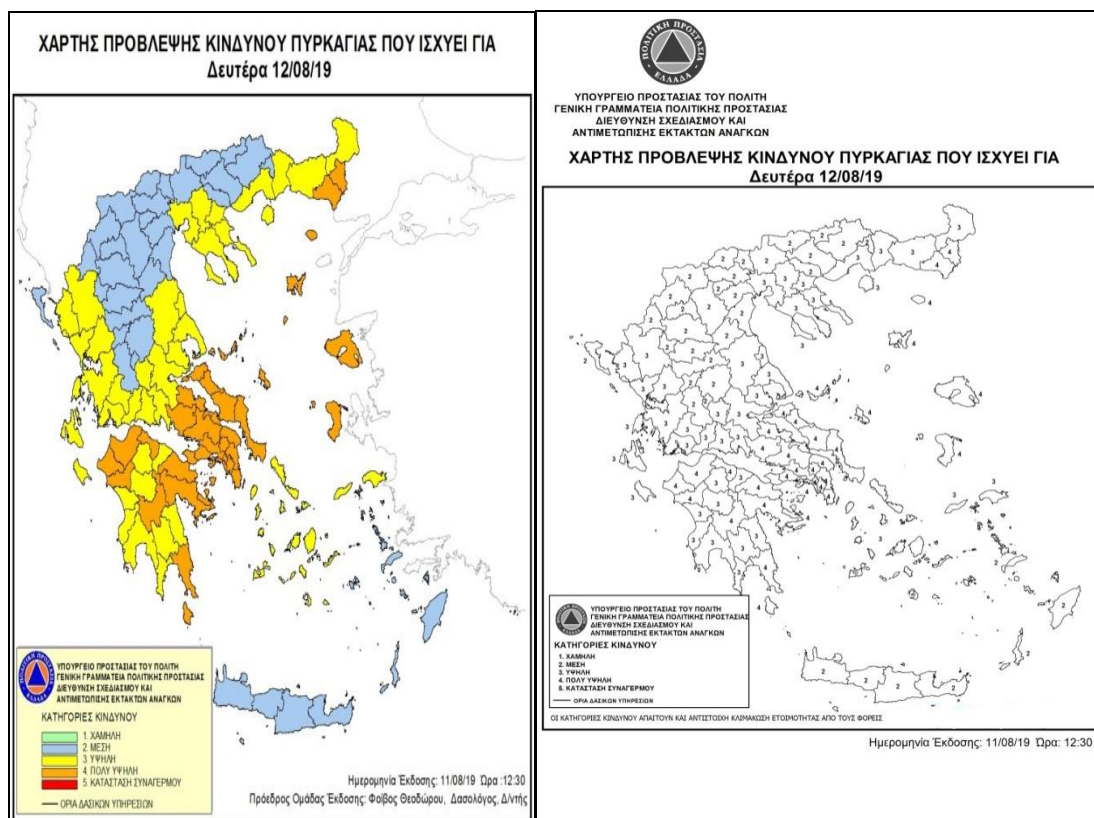 ΧΑΡΤΗΣ ΠΡΟΒΛΕΨΗΣ ΚΙΝΔΥΝΟΥ ΠΥΡΚΑΓΙΑΣ ΠΟΥ ΙΣΧΥΕΙ ΓΙΑ
Δευτέρα 12/08/19
ΠΟΛΙΤΙΚΗ ΠΡΟΣΤΑΣΙΑ
ΥΠΟΥΡΓΕΙΟ ΠΡΟΣΤΑΣΙΑΣ ΤΟΥ ΠΟΛΙΤΗ
ΓΕΝΙΚΗ ΓΡΑΜΜΑΤΕΙΑ ΠΟΛΙΤΙΚΗΣ ΠΡΟΣΤΑΣΙΑΣ
ΔΙΕΥΘΥΝΣΗ ΣΧΕΔΙΑΣΜΟΥ ΚΑΙ
ΑΝΤΙΜΕΤΩΠΙΣΗΣ ΕΚΤΑΚΤΩΝ ΑΝΑΓΚΩΝ
ΚΑΤΗΓΟΡΙΕΣ ΚΙΝΔΥΝΟΥ
1. ΧΑΜΗΛΗ
2. ΜΕΣΗ
3. ΥΨΗΛΗ
4. ΠΟΛΥ ΥΨΗΛΗ
5. ΚΑΤΑΣΤΑΣΗ ΣΥΝΑΓΕΡΜΟΥ
ΟΡΙΑ ΔΑΣΙΚΩΝ ΥΠΗΡΕΣΙΩΝ
Ημερομηνία Έκδοσης: 11/08/19 Ώρα :12:30
Πρόεδρος Ομάδας Έκδοσης: Φοίβος Θεοδώρου, Δασολόγος, Δ/ντής
ΠΟΛΙΤΙΚΗ ΠΡΟΣΤΑΣΙΑ
ΕΛΛΑΔΑ
ΥΠΟΥΡΓΕΙΟ ΠΡΟΣΤΑΣΙΑΣ ΤΟΥ ΠΟΛΙΤΗ
ΓΕΝΙΚΗ ΓΡΑΜΜΑΤΕΙΑ ΠΟΛΙΤΙΚΗΣ ΠΡΟΣΤΑΣΙΑΣ
ΔΙΕΥΘΥΝΣΗ ΣΧΕΔΙΑΣΜΟΥ ΚΑΙ
ΑΝΤΙΜΕΤΩΠΙΣΗΣ ΕΚΤΑΚΤΩΝ ΑΝΑΓΚΩΝ
ΧΑΡΤΗΣ ΠΡΟΒΛΕΨΗΣ ΚΙΝΔΥΝΟΥ ΠΥΡΚΑΓΙΑΣ ΠΟΥ ΙΣΧΥΕΙ ΓΙΑ
Δευτέρα 12/08/19
ΥΠΟΥΡΓΕΙΟ ΠΡΟΣΤΑΣΙΑΣ ΤΟΥ ΠΟΛΙΤΗ
ΓΕΝΙΚΗ ΓΡΑΜΜΑΤΕΙΑ ΠΟΛΙΤΙΚΗΣ ΠΡΟΣΤΑΣΙΑΣ
ΔΙΕΥΘΥΝΣΗ ΣΧΕΔΙΑΣΜΟΥ ΚΑΙ
ΑΝΤΙΜΕΤΩΠΙΣΗΣ ΕΚΤΑΚΤΩΝ ΑΝΑΓΚΩΝ
ΚΑΤΗΓΟΡΙΕΣ ΚΙΝΔΥΝΟΥ
1. ΧΑΜΗΛΗ
2. ΜΕΣΗ
3. ΥΨΗΛΗ
4. ΠΟΛΥ ΥΨΗΛΗ
5. ΚΑΤΑΣΤΑΣΗ ΣΥΝΑΓΕΡΜΟΥ
ΟΡΙΑ ΔΑΣΙΚΩΝ ΥΠΗΡΕΣΙΩΝ
ΟΙ ΚΑΤΗΓΟΡΙΕΣ ΚΙΝΔΥΝΟΥ ΑΠΑΙΤΟΥΝ ΚΑΙ ΑΝΤΙΣΤΟΙΧΗ ΚΛΙΜΑΚΩΣΗ ΕΤΟΙΜΟΤΗΤΑΣ ΑΠΟ ΤΟΥΣ ΦΟΡΕΙΣ
Ημερομηνία Έκδοσης: 11/08/19 Ώρα: 12:30